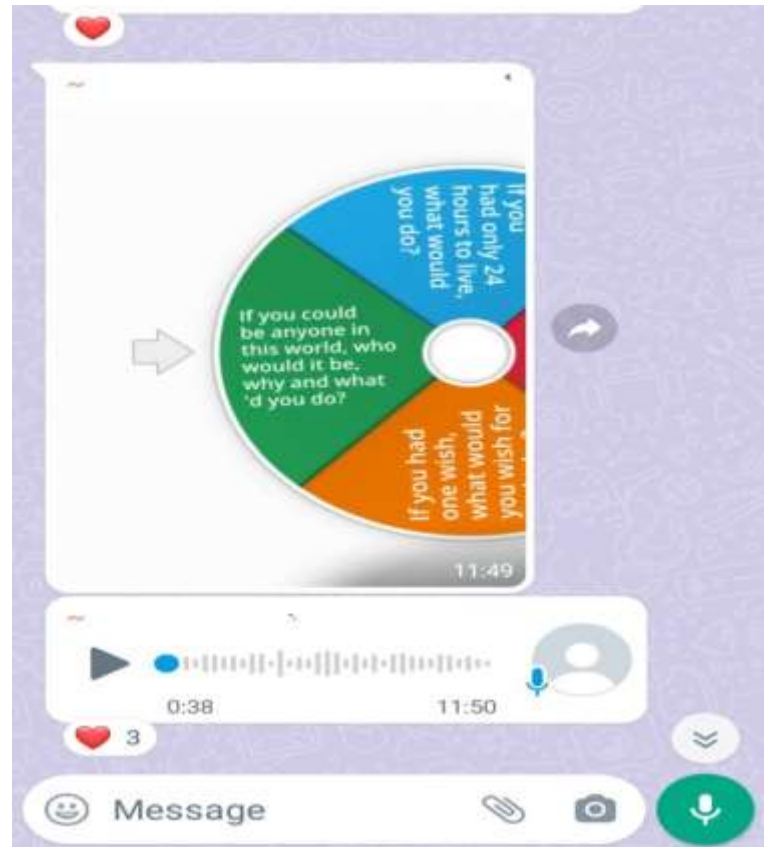 If you
had only 24
hours to live,
what would
you do?
If you could
be anyone in
this world, who
would it be,
why and what
'd you do?
If you had
one wish,
what would
you wish for
11:49
0:38
11:50
3
Message